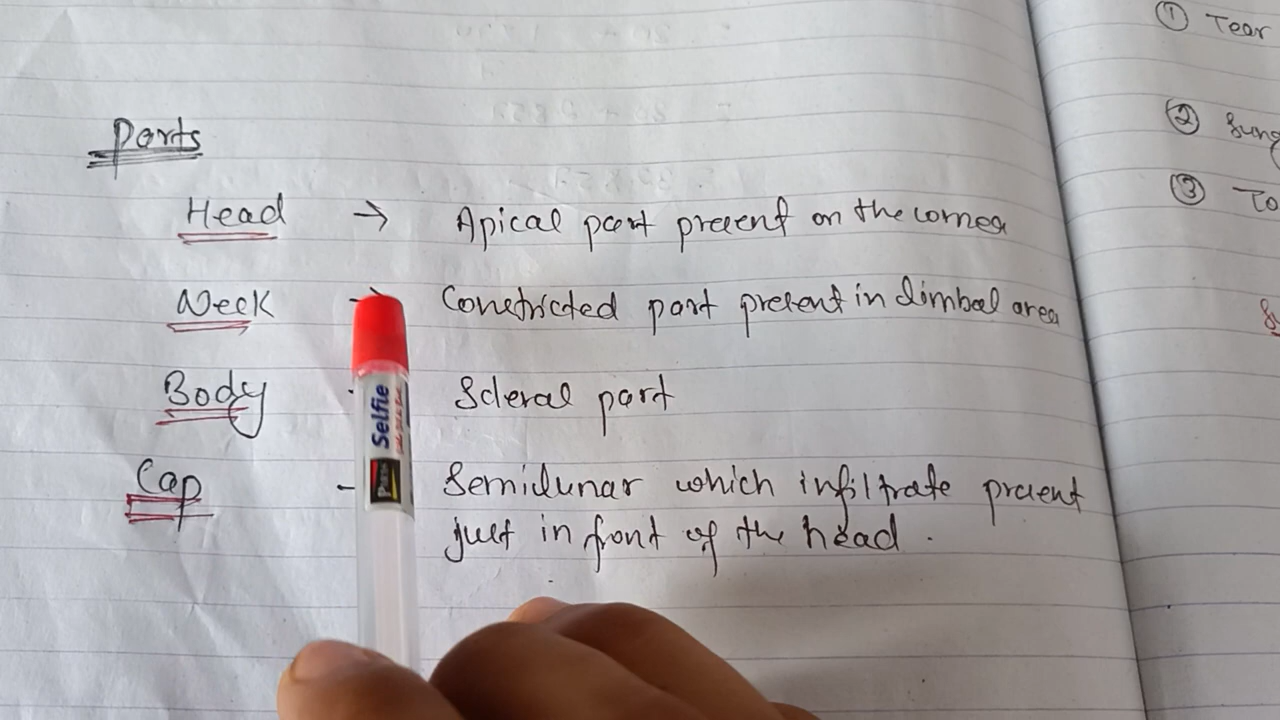 Parts
Head → Apical part present on the cornea
Neck → Constricted part present in limbal area
Body - Scleral part
Cap - Semilunar which infiltrate present
just in front of the head.
① Tear
②
③ To
Selfie